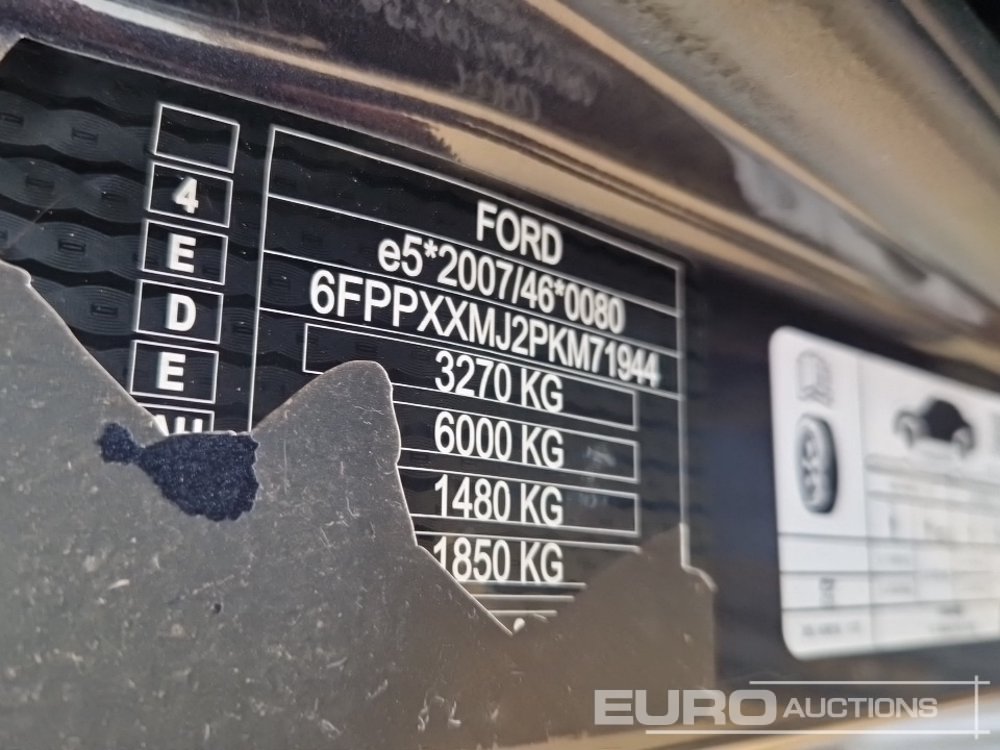 4
E
D
E
FORD
e5*2007/46*0080
6FPPXXMJ2PKM71944
3270 KG
6000 KG
1480 KG
1850 KG
EURO AUCTIONS